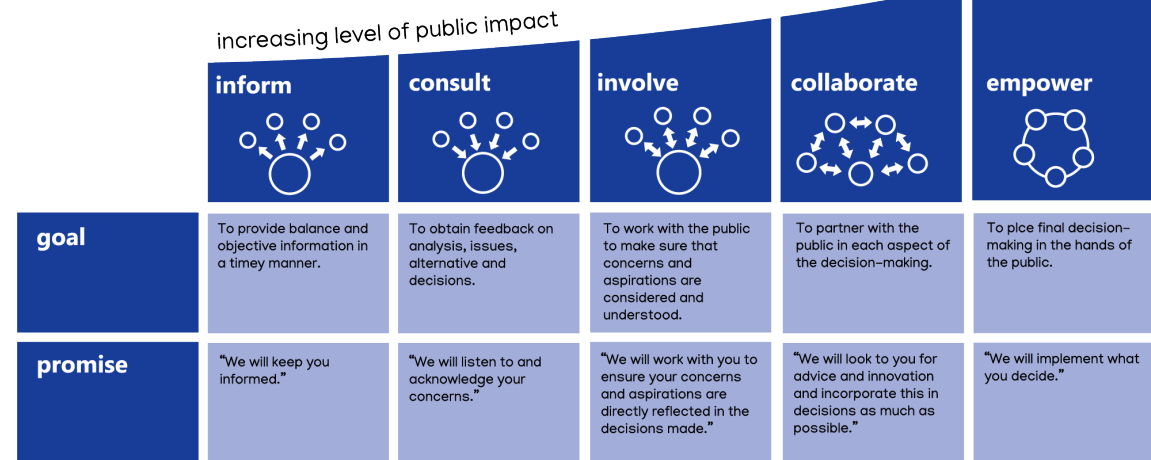 increasing level of public impact
inform
consult
involve
collaborate
empower
goal
To provide balance and
objective information in
a timey manner.
To obtain feedback on
analysis, issues,
alternative and
decisions.
To work with the public
to make sure that
concerns and
aspirations are
considered and
understood.
To partner with the
public in each aspect of
the decision-making.
To plce final decision-
making in the hands of
the public.
promise
“We will keep you
informed.”
“We will listen to and
acknowledge your
concerns.”
“We will work with you to
ensure your concerns
and aspirations are
directly reflected in the
decisions made.”
“We will look to you for
advice and innovation
and incorporate this in
decisions as much as
possible.”
“We will implement what
you decide.”